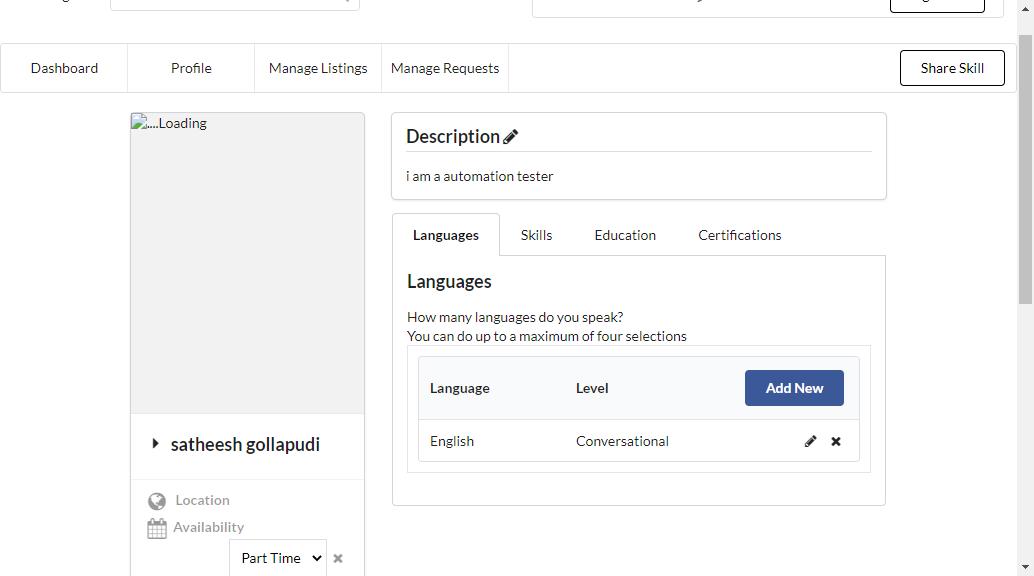 Dashboard
Profile
Manage Listings
Manage Requests
Share Skill
....Loading
Description
i am a automation tester
Languages
Skills
Education
Certifications
Languages
How many languages do you speak?
You can do up to a maximum of four selections
Language Level Add New
English Conversational
satheesh gollapudi
Location
Availability
Part Time